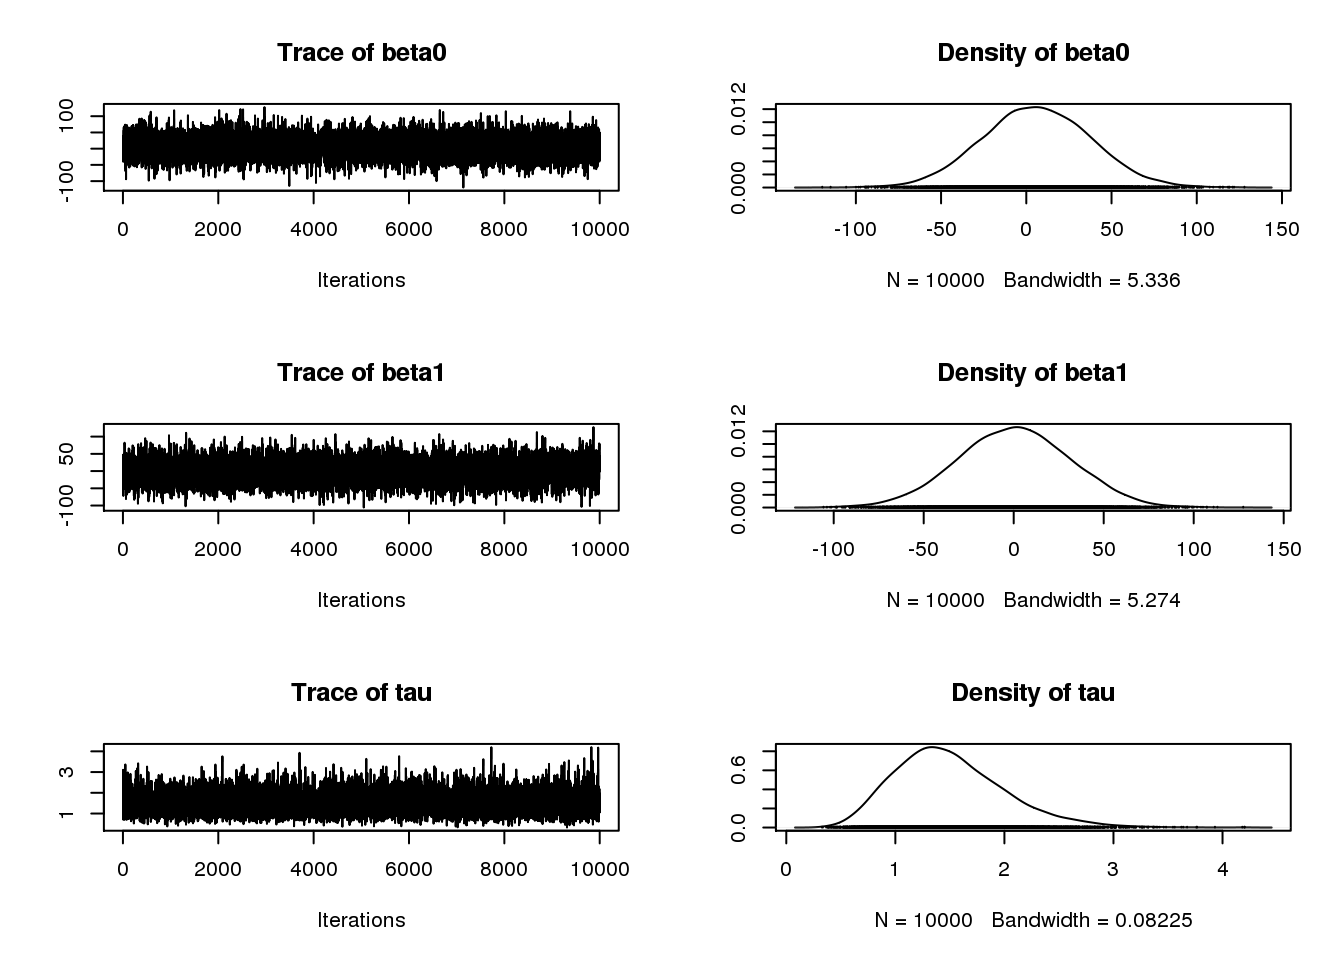 Trace of beta0
100
-100
0 2000 4000 6000 8000 10000
Iterations
Density of beta0
0.012
0.000
-100 -50 0 50 100 150
N = 10000 Bandwidth = 5.336
Trace of beta1
50
-100
0 2000 4000 6000 8000 10000
Iterations
Density of beta1
0.012
0.000
-100 -50 0 50 100 150
N = 10000 Bandwidth = 5.274
Trace of tau
3
1
0 2000 4000 6000 8000 10000
Iterations
Density of tau
0.6
0.0
0 1 2 3 4
N = 10000 Bandwidth = 0.08225